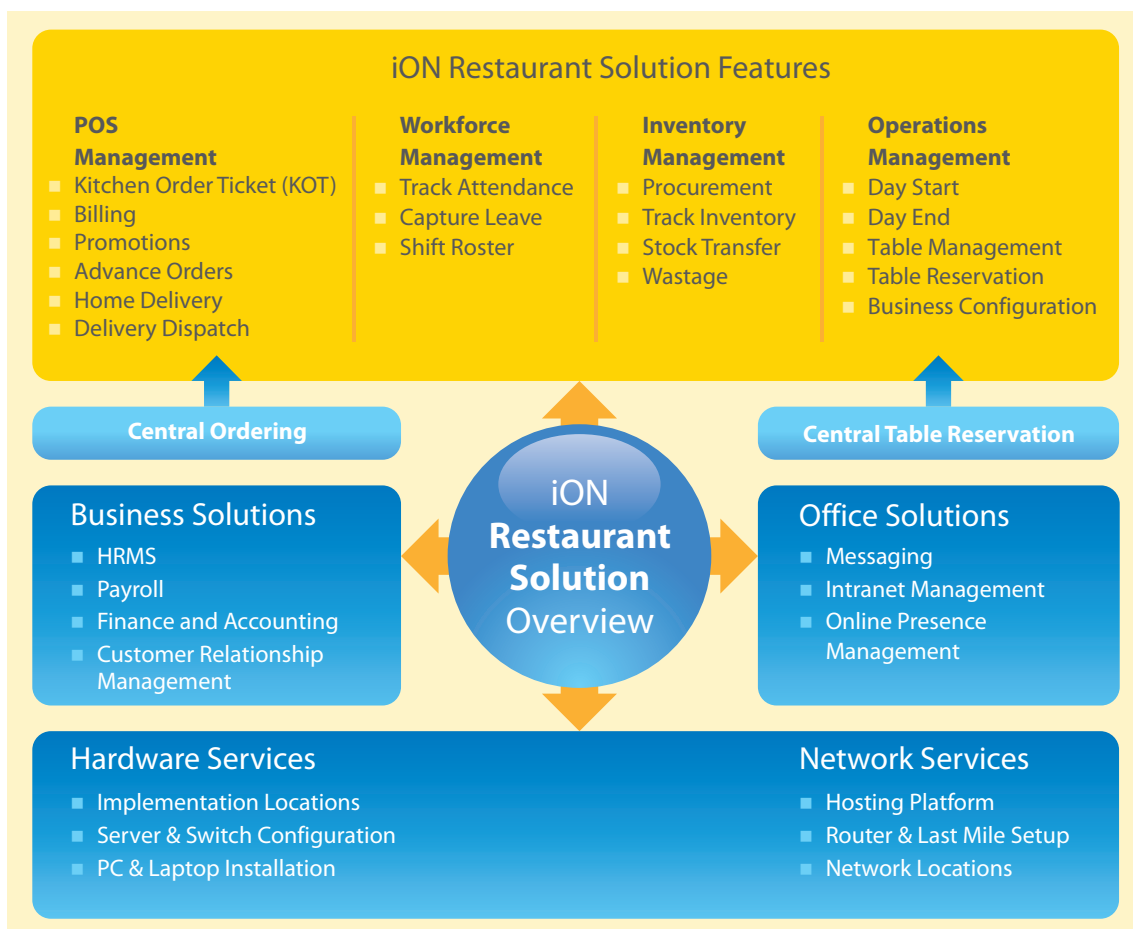 iON Restaurant Solution Features
POS
Management
Kitchen Order Ticket (KOT)
Billing
Promotions
Advance Orders
Home Delivery
Delivery Dispatch
Workforce
Management
Track Attendance
Capture Leave
Shift Roster
Inventory
Management
Procurement
Track Inventory
Stock Transfer
Wastage
Operations
Management
Day Start
Day End
Table Management
Table Reservation
Business Configuration
Central Ordering
Central Table Reservation
iON
Restaurant
Solution
Overview
Business Solutions
HRMS
Payroll
Finance and Accounting
Customer Relationship
Management
Office Solutions
Messaging
Intranet Management
Online Presence
Management
Hardware Services
Implementation Locations
Server & Switch Configuration
PC & Laptop Installation
Network Services
Hosting Platform
Router & Last Mile Setup
Network Locations